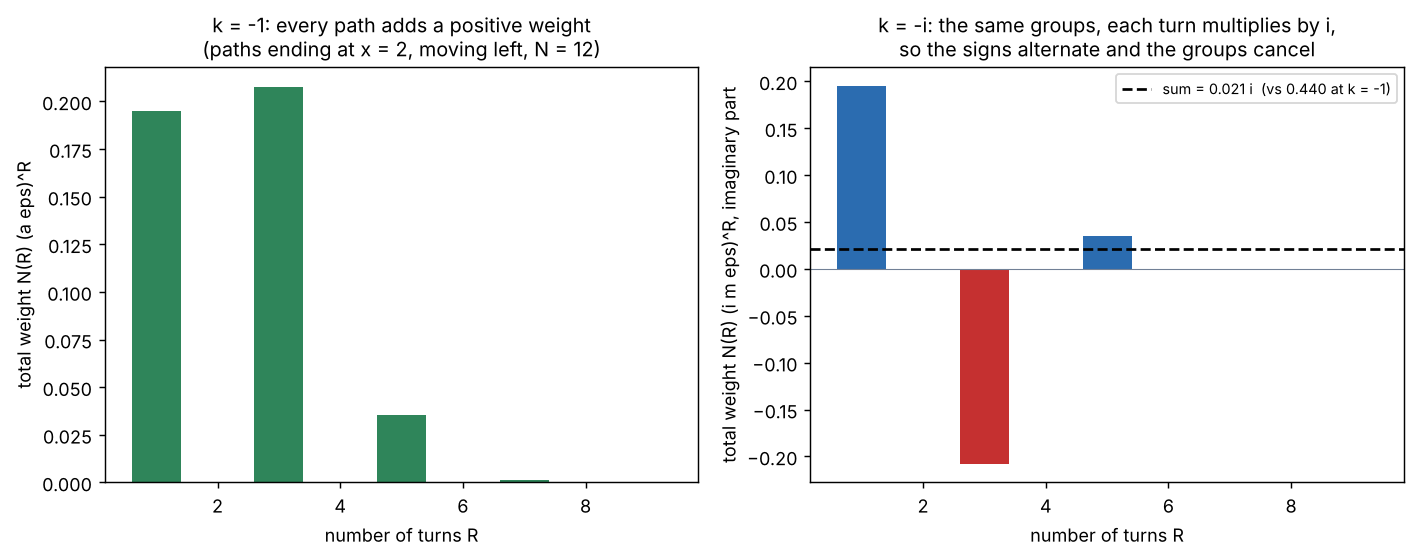 k = -1: every path adds a positive weight
(paths ending at x = 2, moving left, N = 12)
total weight N(R) (a eps)^R
0.200
0.175
0.150
0.125
0.100
0.075
0.050
0.025
0.000
2 4 6 8
number of turns R
k = -i: the same groups, each turn multiplies by i,
so the signs alternate and the groups cancel
total weight N(R) (i m eps)^R, imaginary part
sum = 0.021 i (vs 0.440 at k = -1)
0.20
0.15
0.10
0.05
0.00
−0.05
−0.10
−0.15
−0.20
2 4 6 8
number of turns R